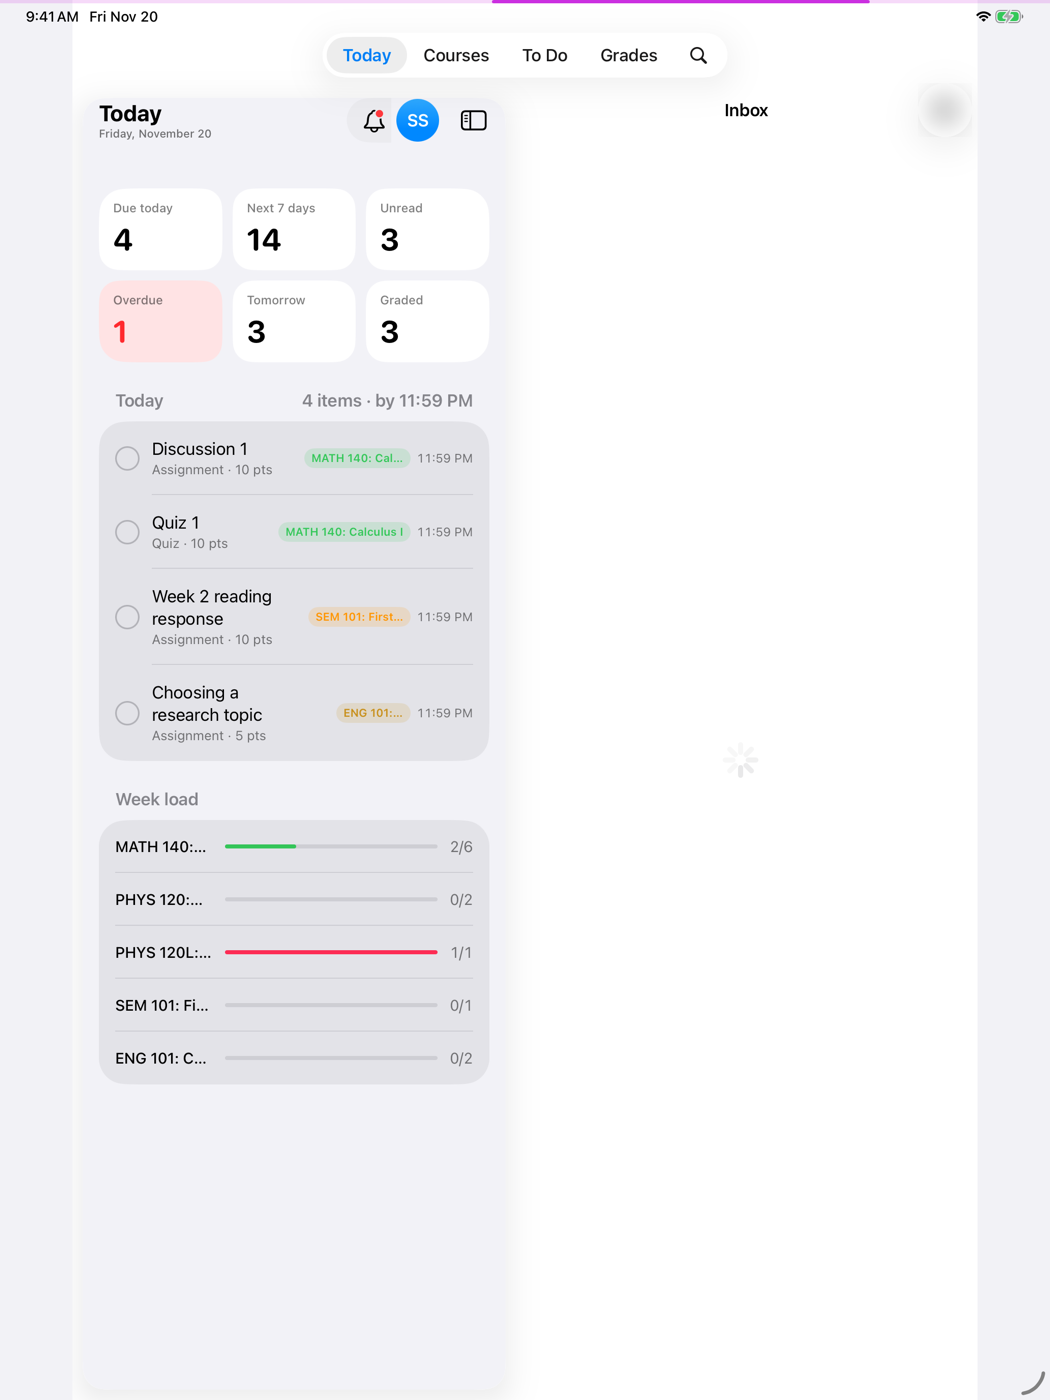 9:41 AM Fri Nov 20
Today Courses To Do Grades
Today
Friday, November 20
SS
Inbox
Due today
4
Next 7 days
14
Unread
3
Overdue
1
Tomorrow
3
Graded
3
Today 4 items · by 11:59 PM
Discussion 1
Assignment · 10 pts
MATH 140: Cal... 11:59 PM
Quiz 1
Quiz · 10 pts
MATH 140: Calculus I 11:59 PM
Week 2 reading
response
Assignment · 10 pts
SEM 101: First... 11:59 PM
Choosing a
research topic
Assignment · 5 pts
ENG 101:... 11:59 PM
Week load
MATH 140:... 2/6
PHYS 120:... 0/2
PHYS 120L:... 1/1
SEM 101: Fi... 0/1
ENG 101: C... 0/2